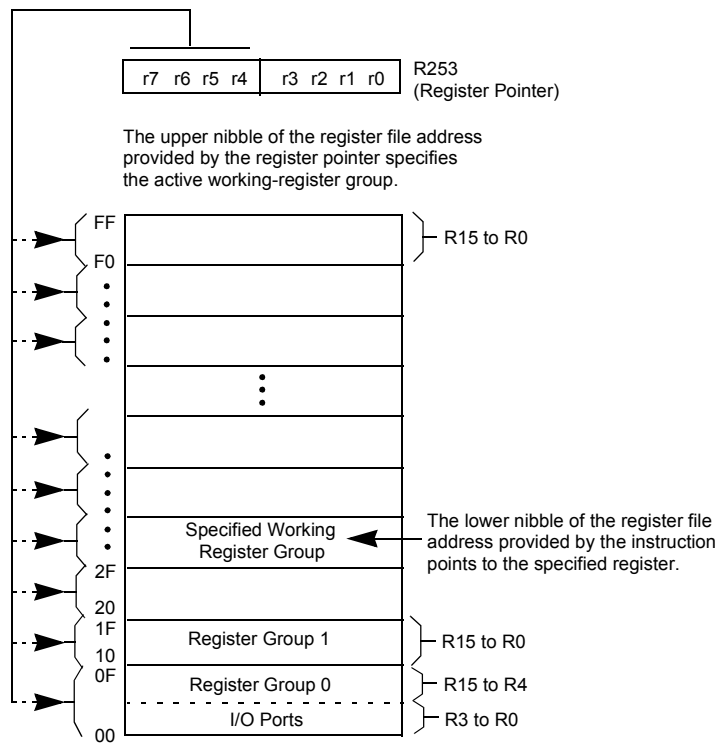 r7 r6 r5 r4 r3 r2 r1 r0
R253
(Register Pointer)
The upper nibble of the register file address
provided by the register pointer specifies
the active working-register group.
FF
R15 to R0
F0
Specified Working
Register Group
The lower nibble of the register file
address provided by the instruction
points to the specified register.
2F
20
1F
Register Group 1
R15 to R0
10
0F
Register Group 0
R15 to R4
I/O Ports
R3 to R0
00